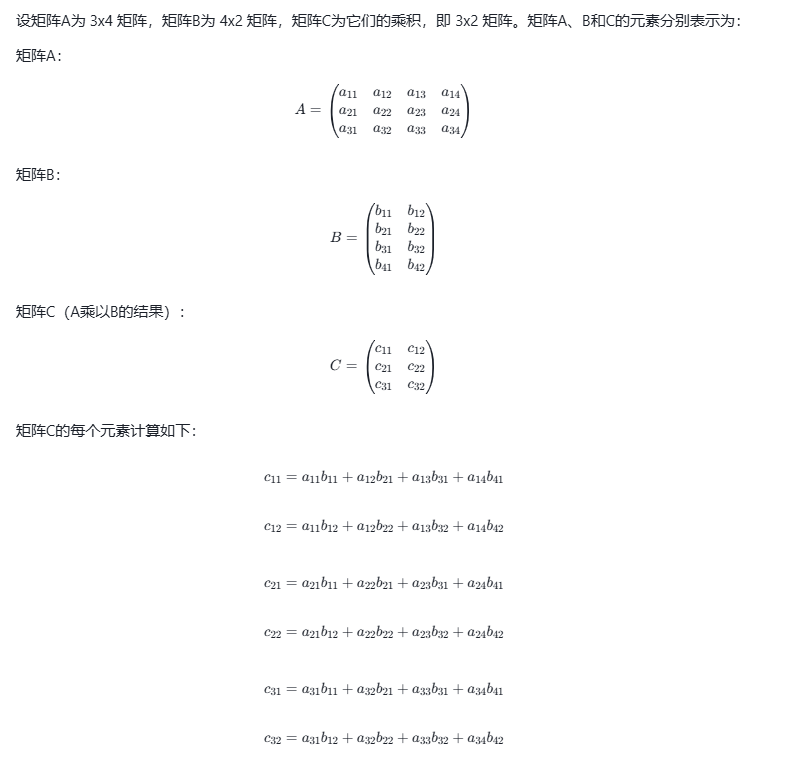 设矩阵A为 3x4 矩阵，矩阵B为 4x2 矩阵，矩阵C为它们的乘积，即 3x2 矩阵。矩阵A、B和C的元素分别表示为：
矩阵A：
A = \begin{pmatrix} a_{11} & a_{12} & a_{13} & a_{14} \\ a_{21} & a_{22} & a_{23} & a_{24} \\ a_{31} & a_{32} & a_{33} & a_{34} \end{pmatrix}
矩阵B：
B = \begin{pmatrix} b_{11} & b_{12} \\ b_{21} & b_{22} \\ b_{31} & b_{32} \\ b_{41} & b_{42} \end{pmatrix}
矩阵C（A乘以B的结果）：
C = \begin{pmatrix} c_{11} & c_{12} \\ c_{21} & c_{22} \\ c_{31} & c_{32} \end{pmatrix}
矩阵C的每个元素计算如下：
c_{11} = a_{11}b_{11} + a_{12}b_{21} + a_{13}b_{31} + a_{14}b_{41}
c_{12} = a_{11}b_{12} + a_{12}b_{22} + a_{13}b_{32} + a_{14}b_{42}
c_{21} = a_{21}b_{11} + a_{22}b_{21} + a_{23}b_{31} + a_{24}b_{41}
c_{22} = a_{21}b_{12} + a_{22}b_{22} + a_{23}b_{32} + a_{24}b_{42}
c_{31} = a_{31}b_{11} + a_{32}b_{21} + a_{33}b_{31} + a_{34}b_{41}
c_{32} = a_{31}b_{12} + a_{32}b_{22} + a_{33}b_{32} + a_{34}b_{42}